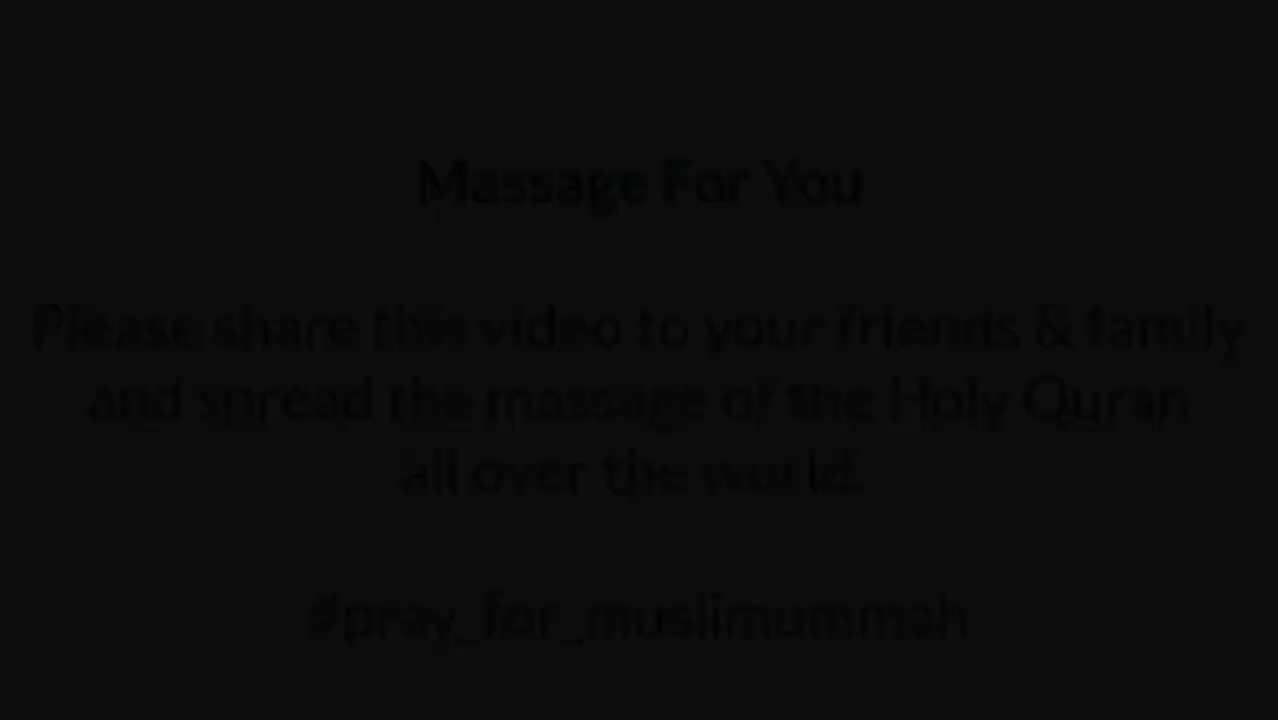 Massage For You
Please share this video to your friends & family
and spread the massage of the Holy Quran
all over the world.
#pray_for_muslimummah